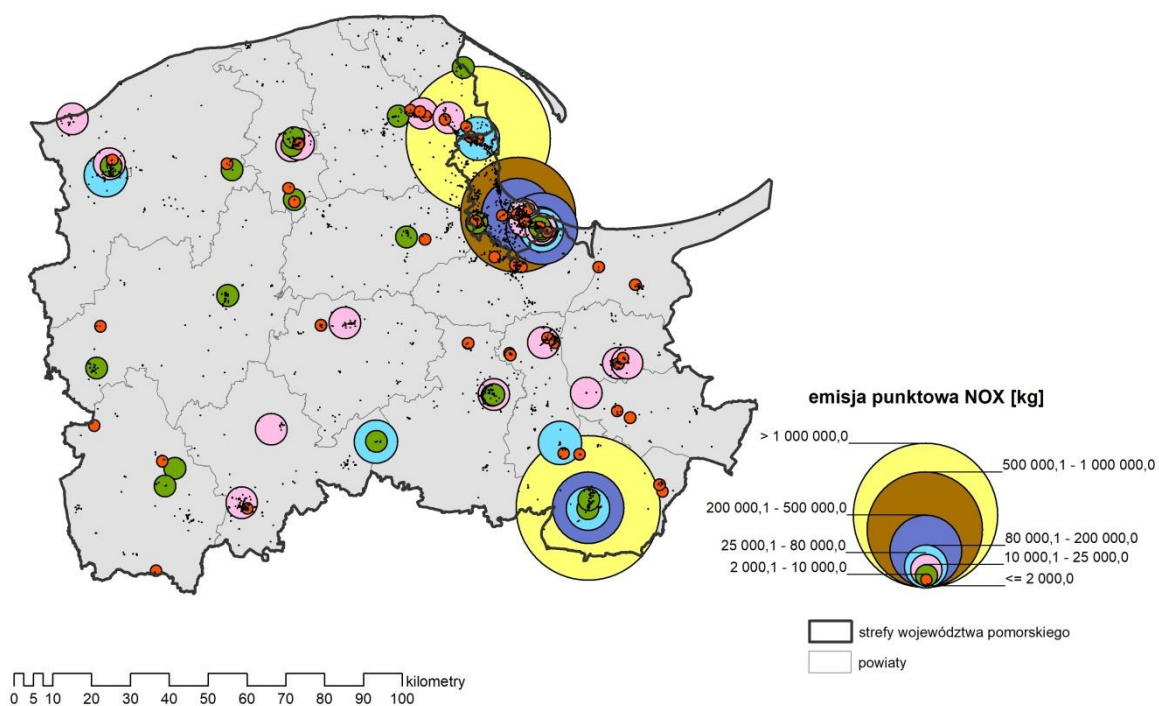 emisja punktowa NOX [kg]
> 1 000 000,0
500 000,1 - 1 000 000,0
200 000,1 - 500 000,0
80 000,1 - 200 000,0
25 000,1 - 80 000,0
10 000,1 - 25 000,0
2 000,1 - 10 000,0
<= 2 000,0
strefy województwa pomorskiego
powiaty
kilometry
0 5 10 20 30 40 50 60 70 80 90 100